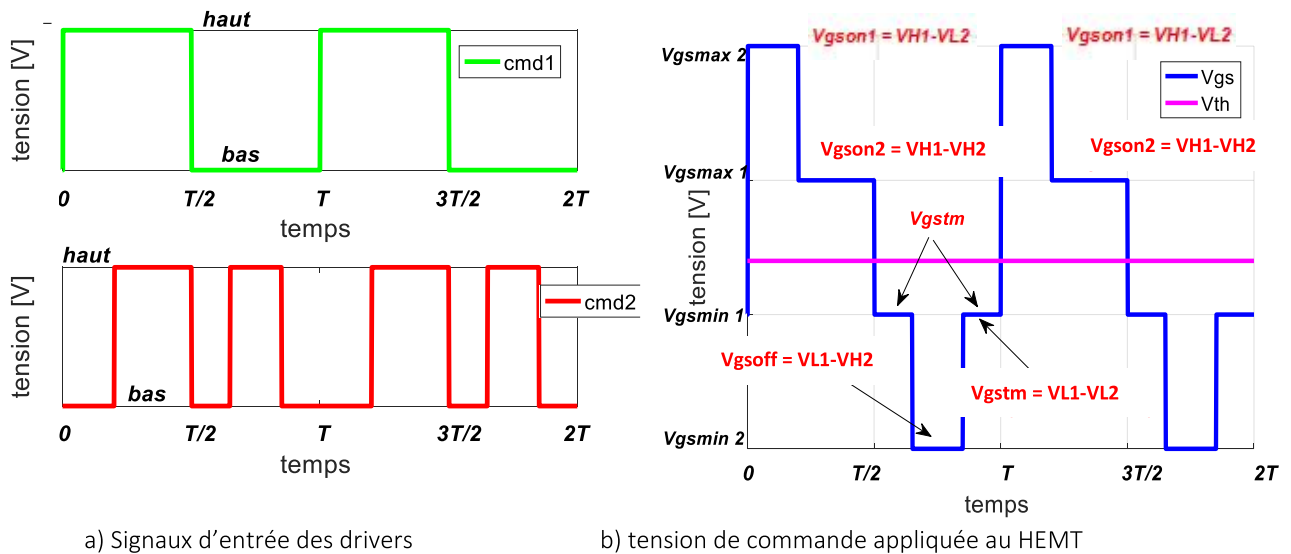 haut
cmd1
tension [V]
bas
0 T/2 T 3T/2 2T
temps
haut
cmd2
tension [V]
bas
0 T/2 T 3T/2 2T
temps
a) Signaux d’entrée des drivers
Vgson1 = VH1-VL2 Vgson1 = VH1-VL2
Vgsmax 2
Vgs
Vth
Vgson2 = VH1-VH2 Vgson2 = VH1-VH2
Vgsmax 1
tension [V]
Vgstm
Vgsmin 1
Vgsoff = VL1-VH2
Vgstm = VL1-VL2
Vgsmin 2
0 T/2 T 3T/2 2T
temps
b) tension de commande appliquée au HEMT